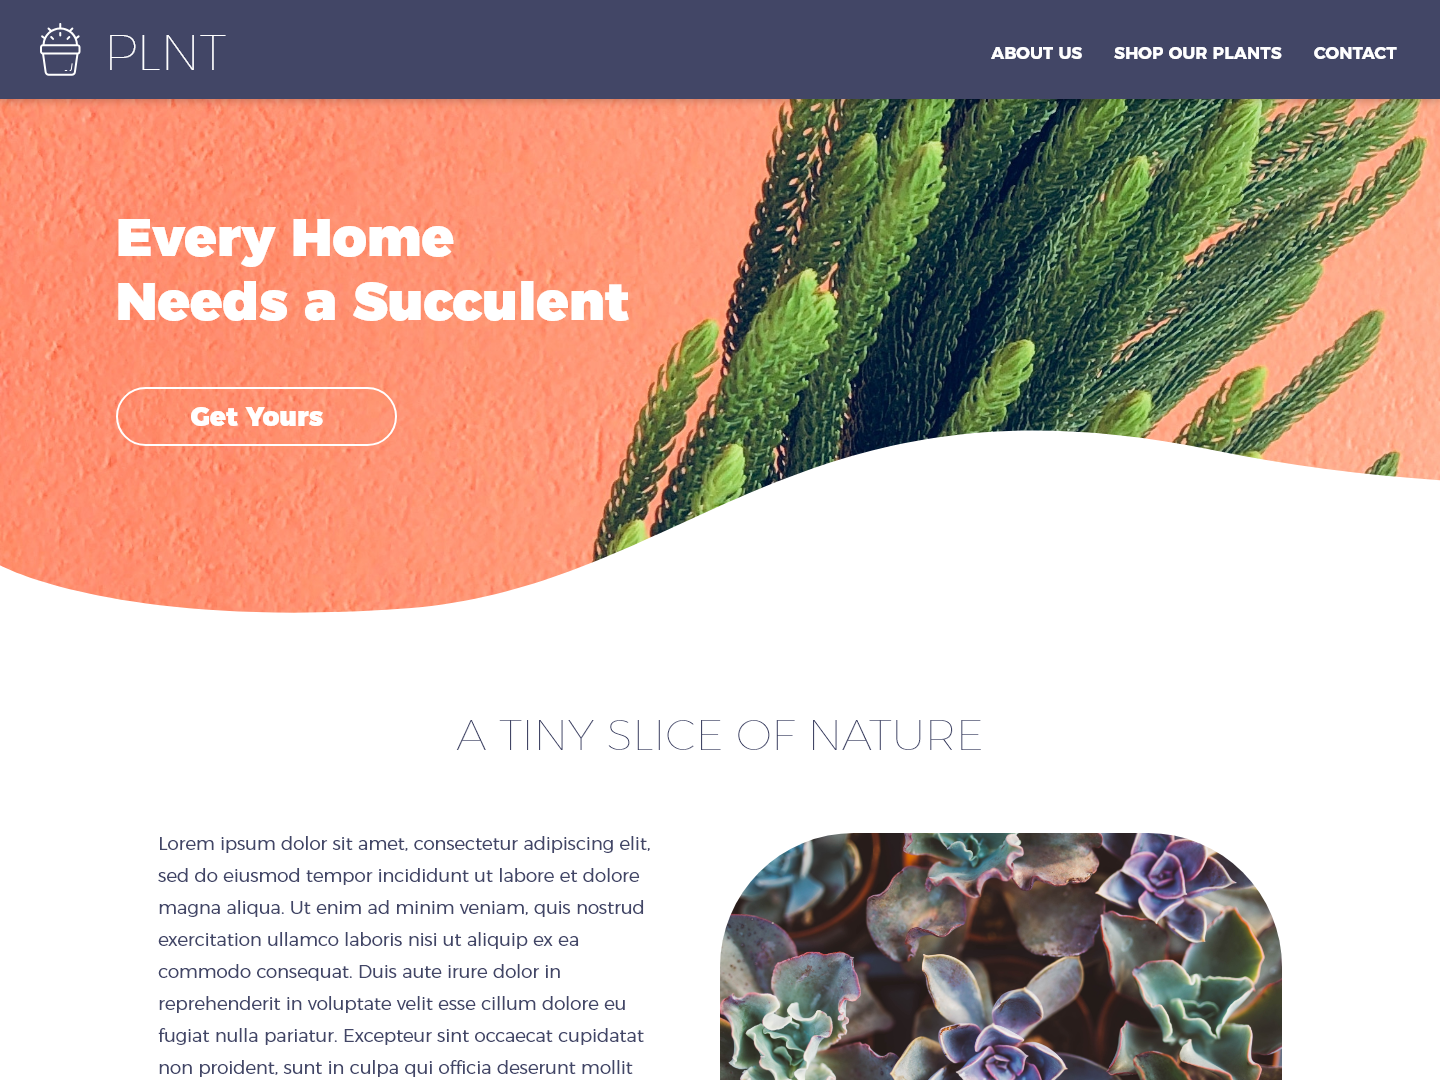 PLNT
ABOUT US
SHOP OUR PLANTS
CONTACT
Every Home
Needs a Succulent
Get Yours
A TINY SLICE OF NATURE
Lorem ipsum dolor sit amet, consectetur adipiscing elit,
sed do eiusmod tempor incididunt ut labore et dolore
magna aliqua. Ut enim ad minim veniam, quis nostrud
exercitation ullamco laboris nisi ut aliquip ex ea
commodo consequat. Duis aute irure dolor in
reprehenderit in voluptate velit esse cillum dolore eu
fugiat nulla pariatur. Excepteur sint occaecat cupidatat
non proident, sunt in culpa qui officia deserunt mollit